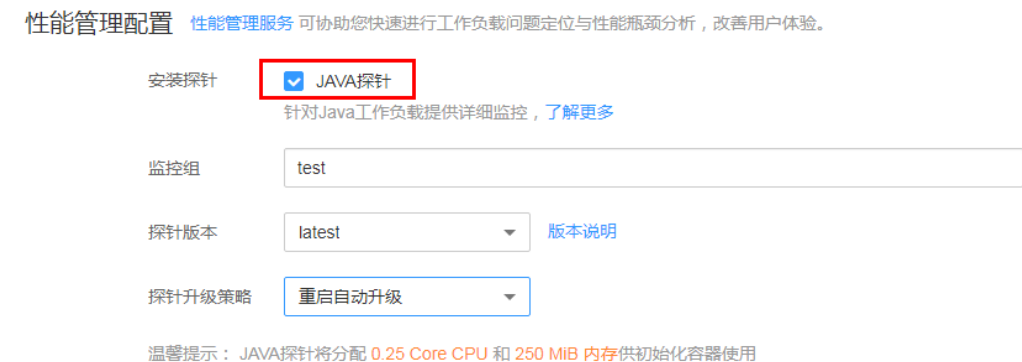 性能管理配置 性能管理服务 可协助您快速进行工作负载问题定位与性能瓶颈分析，改善用户体验。
安装探针 JAVA探针
针对Java工作负载提供详细监控，了解更多
监控组 test
探针版本 latest 版本说明
探针升级策略 重启自动升级
温馨提示： JAVA探针将分配 0.25 Core CPU 和 250 MiB 内存供初始化容器使用